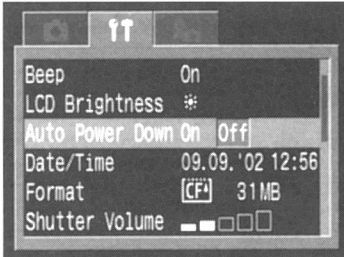 Beep On
LCD Brightness
Auto Power Down On Off
Date/Time 09.09.'02 12:56
Format CF 31MB
Shutter Volume